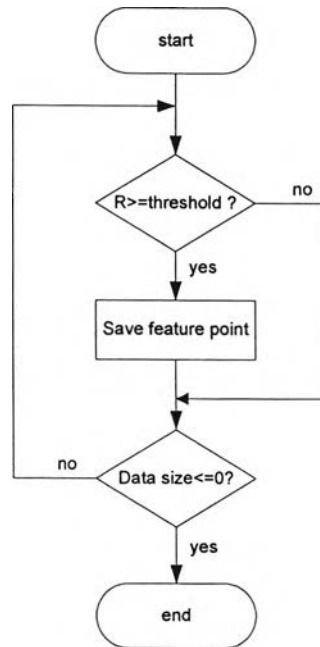 start
R>=threshold ?
no
yes
Save feature point
no
Data size<=0?
yes
end